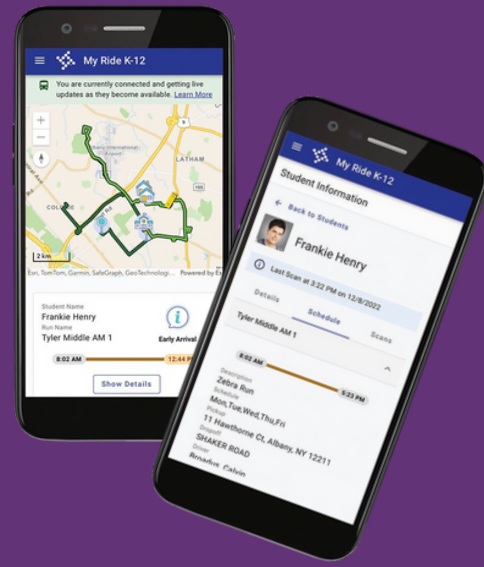 My Ride K-12
You are currently connected and getting live
updates as they become available. Learn More
LATHAM
2 km
Esri, TomTom, Garmin, SafeGraph, GeoTechnologi... Powered by Es
Student Name
Frankie Henry
Run Name
Tyler Middle AM 1
Early Arrival
8:02 AM
12:44 P
Show Details
My Ride K-12
Student Information
Back to Students
Frankie Henry
Last Scan at 3:22 PM on 12/8/2022
Details
Schedule
Scans
Tyler Middle AM 1
8:02 AM
5:23 PM
Description
Zebra Run
Schedule
Mon,Tue,Wed,Thu,Fri
Pickup
11 Hawthorne Ct, Albany, NY 12211
Dropoff
SHAKER ROAD
Driver
Broadus, Calvin